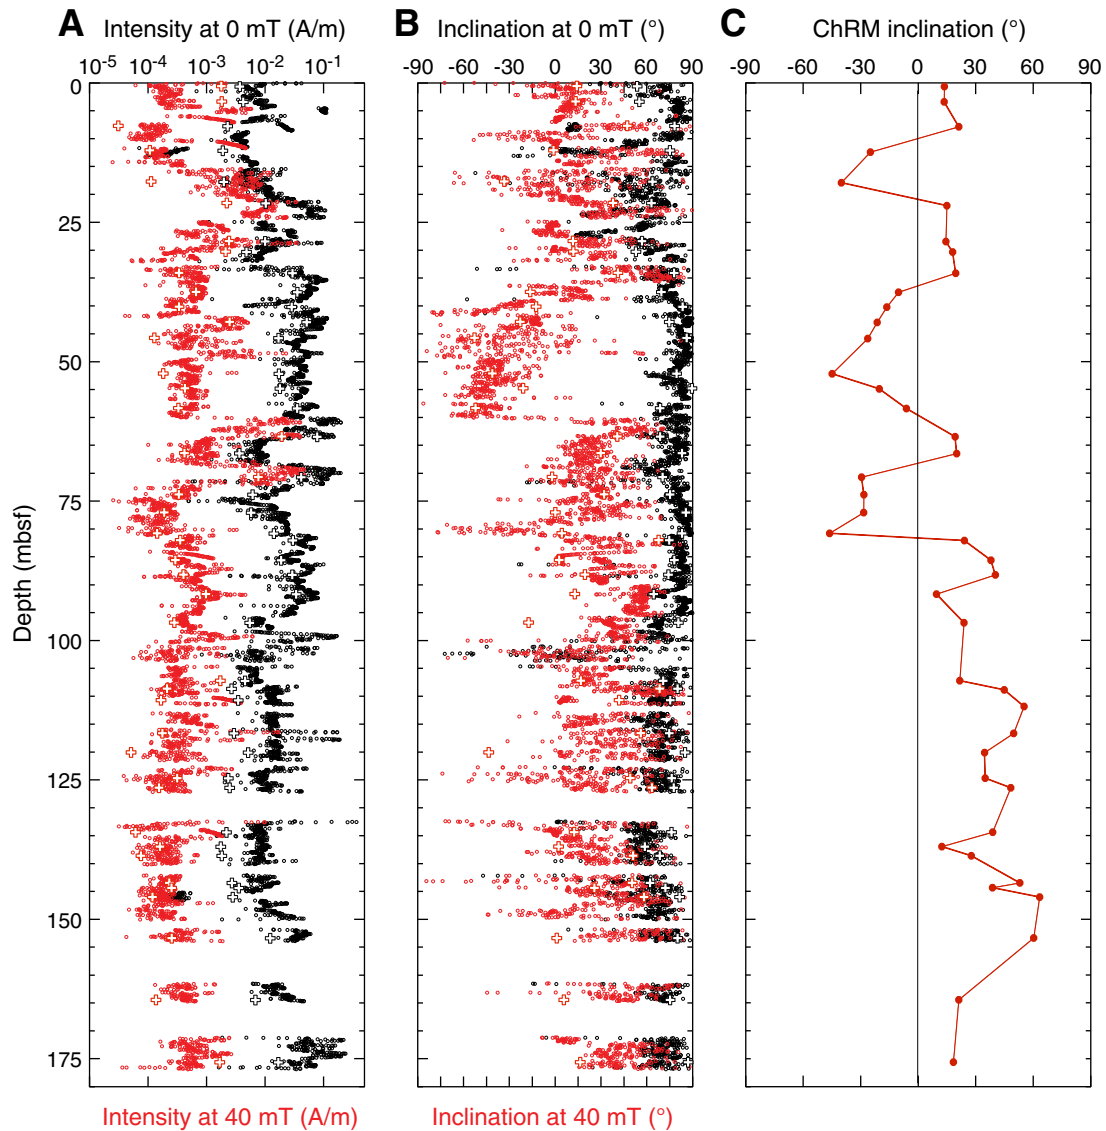 A Intensity at 0 mT (A/m) B Inclination at 0 mT (°) C ChRM inclination (°)
10-5 10-4 10-3 10-2 10-1 -90 -60 -30 0 30 60 90 -90 -60 -30 0 30 60 90
0
25
50
75
100
125
150
175
Depth (mbsf)
Intensity at 40 mT (A/m) Inclination at 40 mT (°)